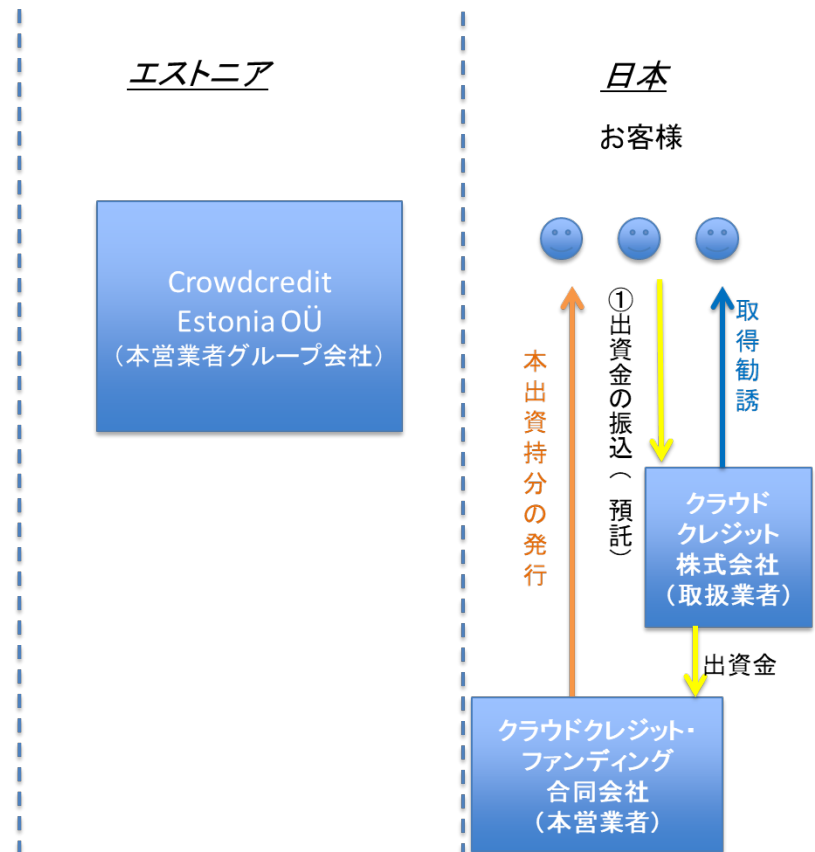 エストニア
日本
お客様
Crowdcredit
Estonia OÜ
（本営業者グループ会社）
本出資持分の発行
①出資金の振込（預託）
取得勧誘
クラウド
クレジット
株式会社
（取扱業者）
出資金
クラウドクレジット・
ファンディング
合同会社
（本営業者）